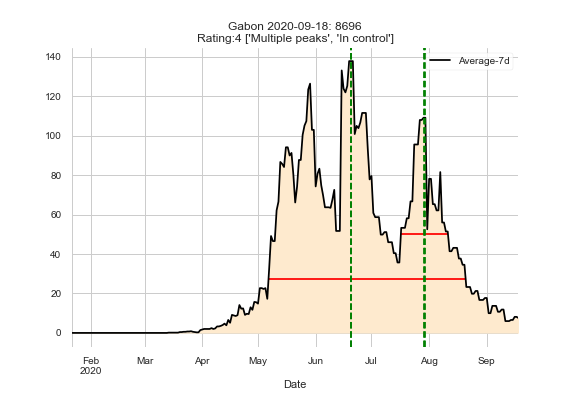 Gabon 2020-09-18: 8696
Rating:4 ['Multiple peaks', 'In control']
Average-7d
140
120
100
80
60
40
20
0
Feb
2020
Mar
Apr
May
Jun
Jul
Aug
Sep
Date